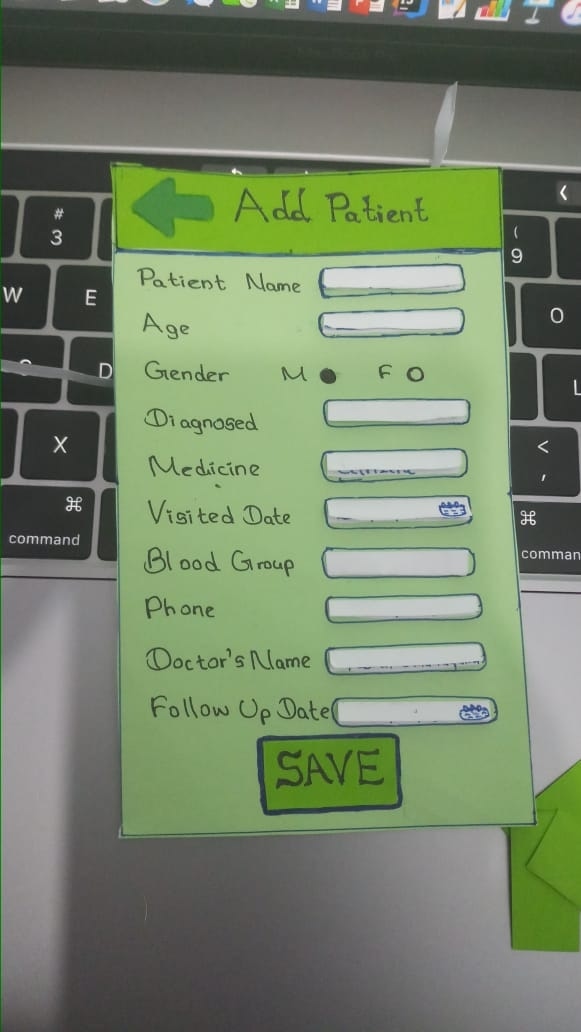 Add Patient
# ( <
3 9
W E O
Patient Name
Age
D L
Gender M F
Diagnosed
X <
,
Medicine
⌘ ⌘
command comman
Visited Date
Blood Group
Phone
Doctor's Name
Follow Up Date
SAVE